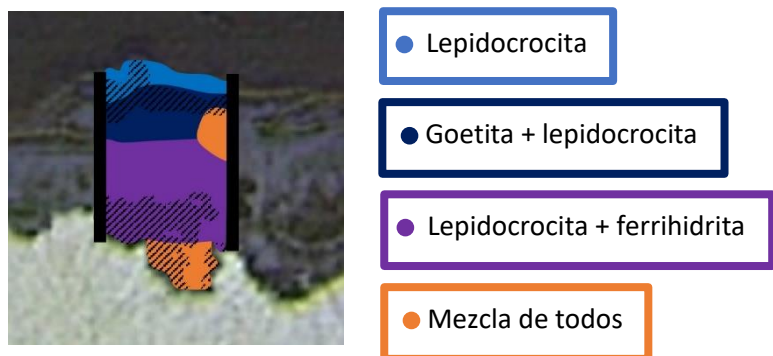 Lepidocrocita
Goetita + lepidocrocita
Lepidocrocita + ferrihidrita
Mezcla de todos